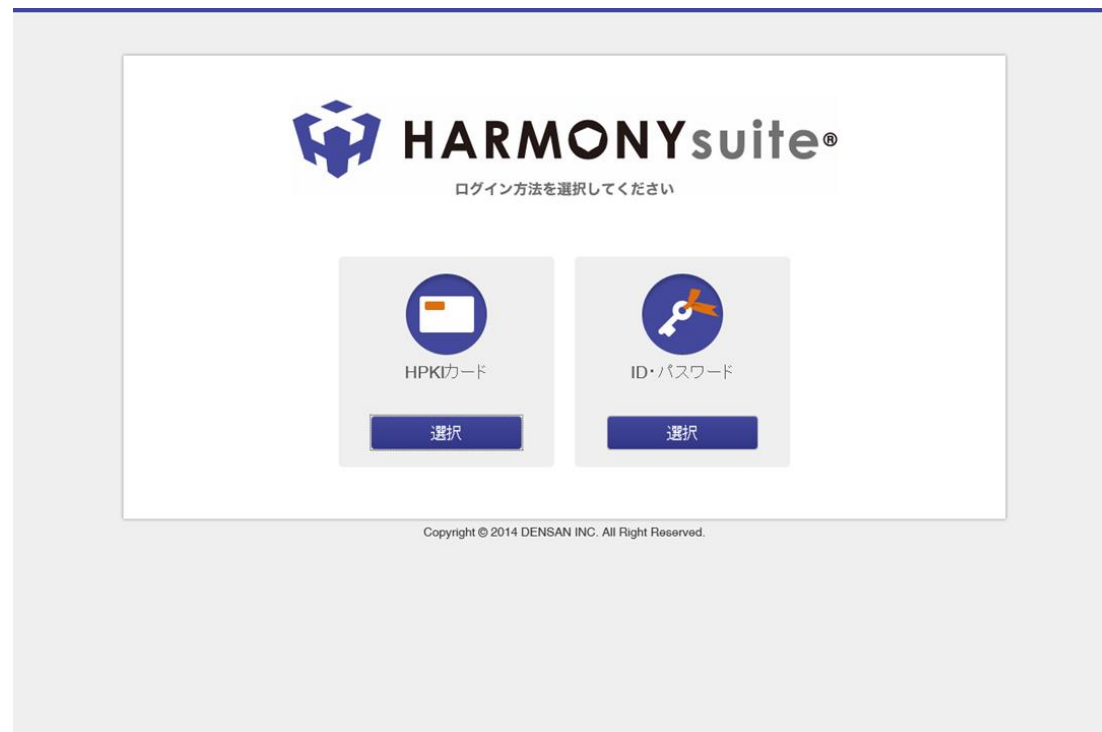 HARMONYsuite®
ログイン方法を選択してください
HPKIカード
ID・パスワード
選択
選択
Copyright © 2014 DENSAN INC. All Right Reserved.